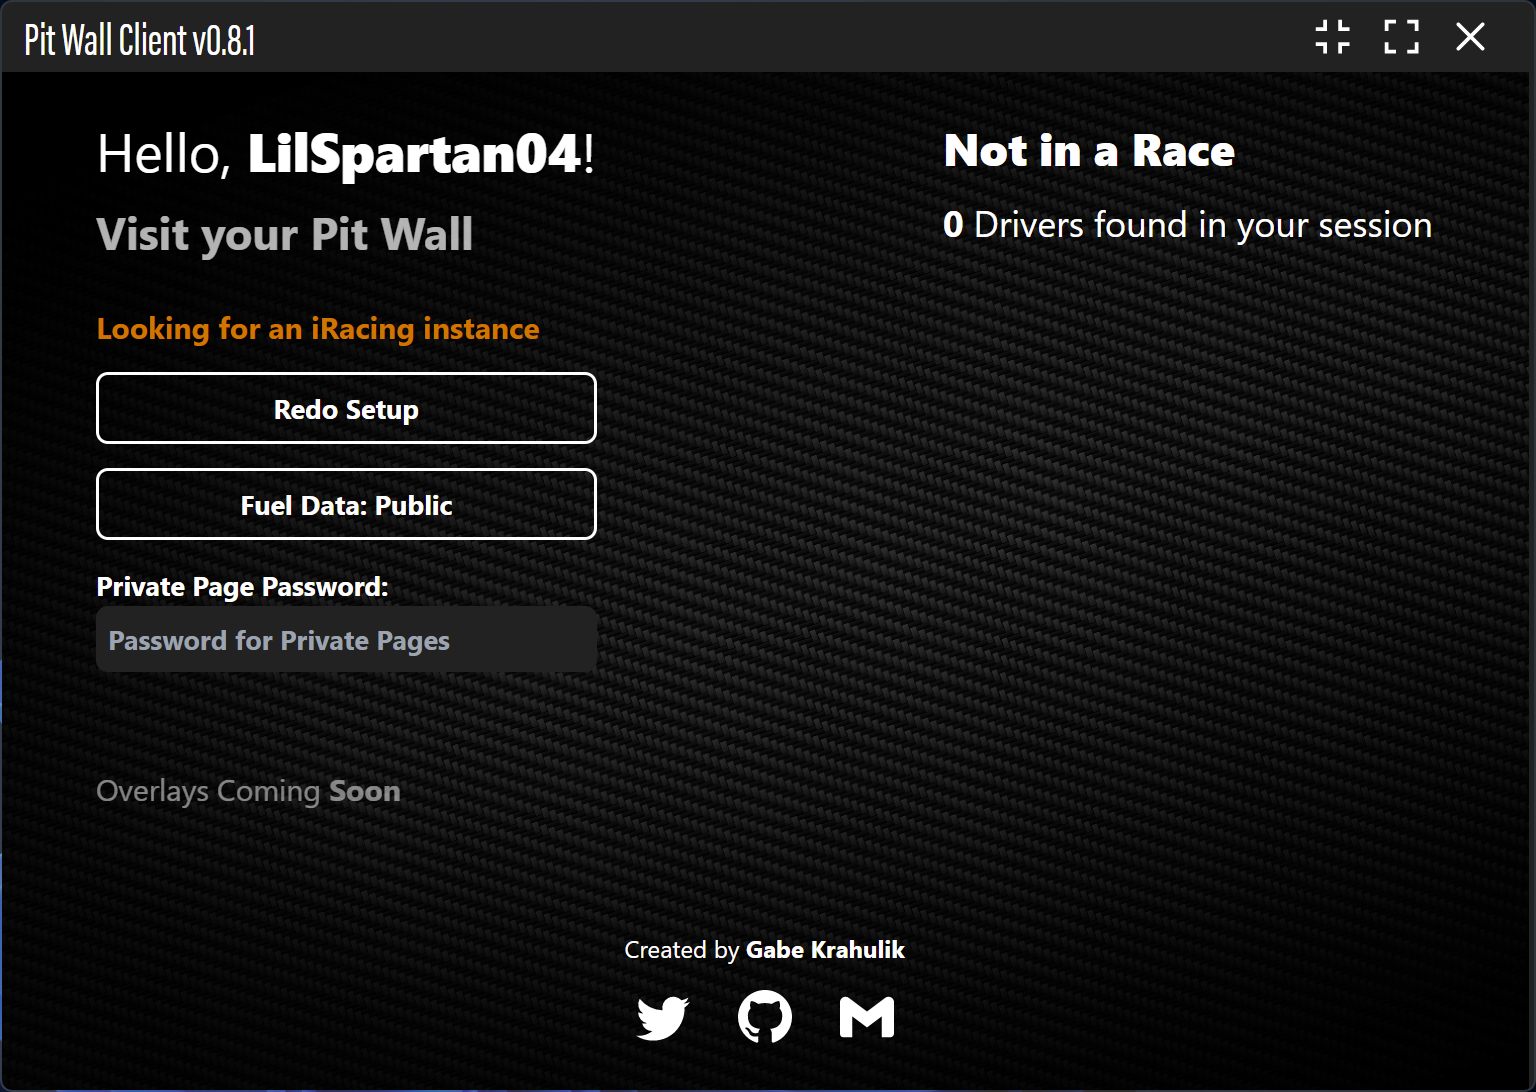 Pit Wall Client v0.8.1
Hello, LilSpartan04!
Visit your Pit Wall
Looking for an iRacing instance
Redo Setup
Fuel Data: Public
Private Page Password:
Password for Private Pages
Overlays Coming Soon
Not in a Race
0 Drivers found in your session
Created by Gabe Krahulik